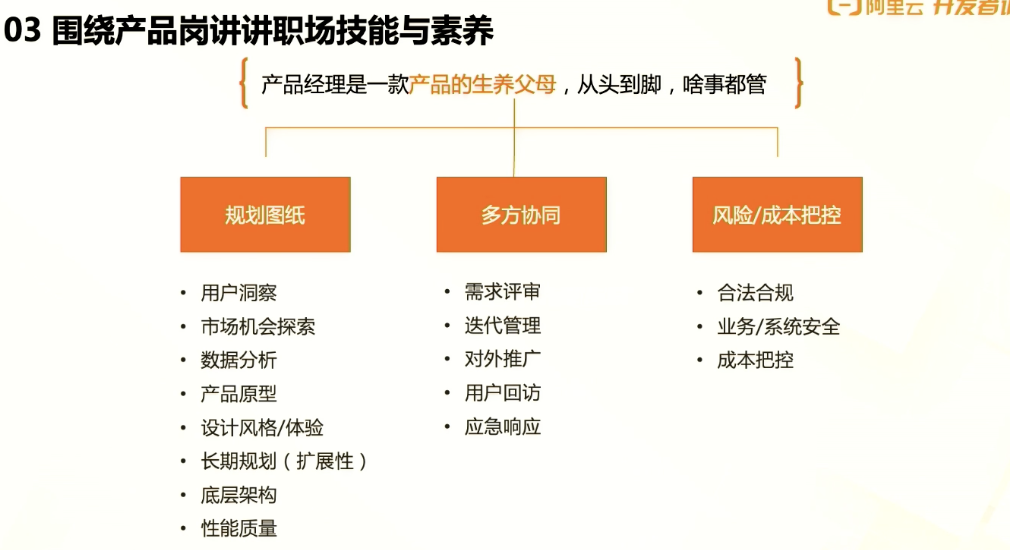 阿里云 开发者
03 围绕产品岗讲讲职场技能与素养
产品经理是一款产品的生养父母，从头到脚，啥事都管
规划图纸
用户洞察
市场机会探索
数据分析
产品原型
设计风格/体验
长期规划（扩展性）
底层架构
性能质量
多方协同
需求评审
迭代管理
对外推广
用户回访
应急响应
风险/成本把控
合法合规
业务/系统安全
成本把控